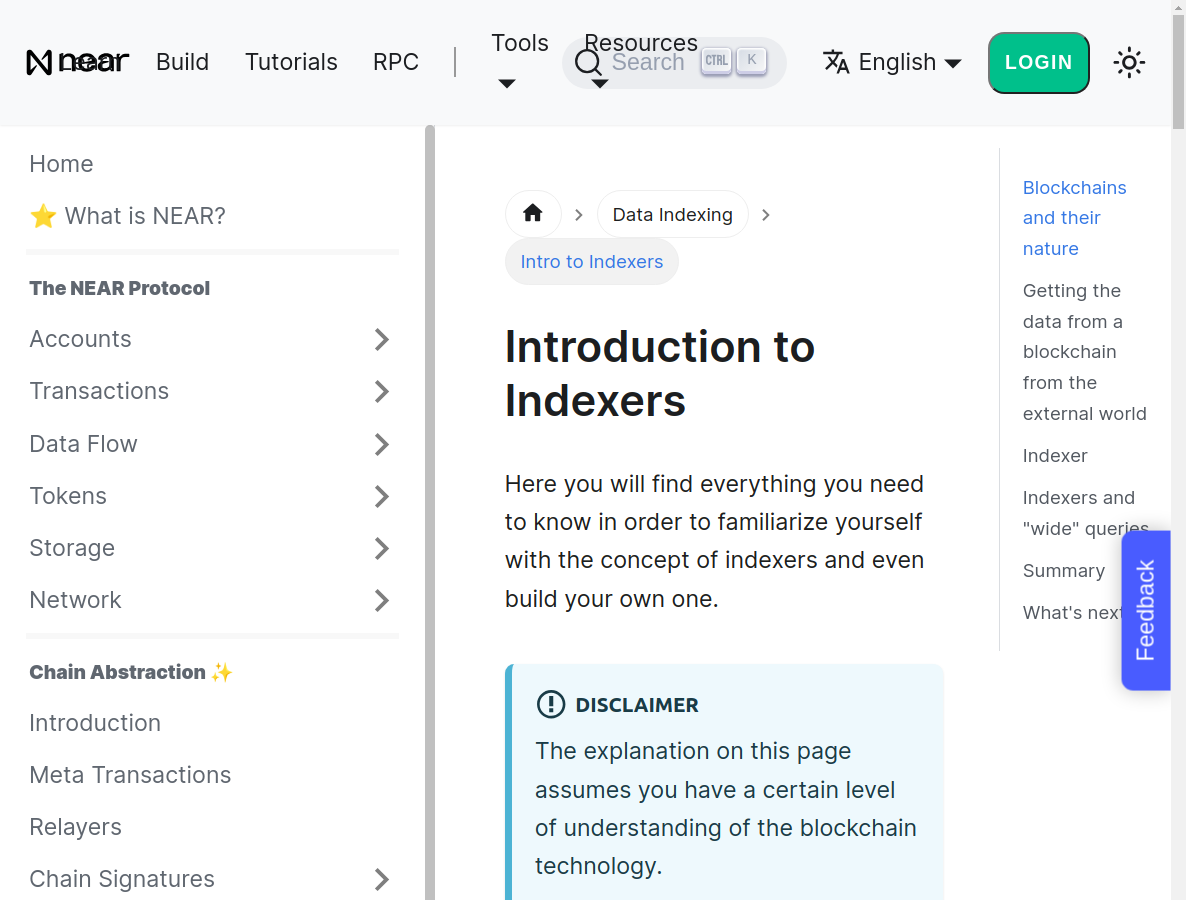 near
Learn
Build
Tutorials
RPC
Tools
Resources
Search
CTRL
K
English
LOGIN
Home
⭐ What is NEAR?
The NEAR Protocol
Accounts
Transactions
Data Flow
Tokens
Storage
Network
Chain Abstraction ✨
Introduction
Meta Transactions
Relayers
Chain Signatures
Data Indexing
Intro to Indexers
Introduction to
Indexers
Here you will find everything you need
to know in order to familiarize yourself
with the concept of indexers and even
build your own one.
DISCLAIMER
The explanation on this page
assumes you have a certain level
of understanding of the blockchain
technology.
Blockchains
and their
nature
Getting the
data from a
blockchain
from the
external world
Indexer
Indexers and
"wide" queries
Summary
What's next
Feedback